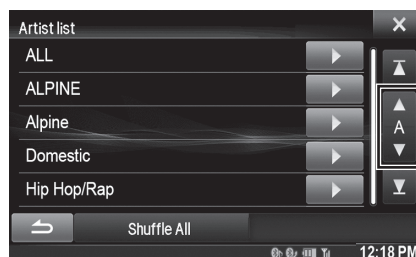 Artist list
ALL
ALPINE
Alpine
A
Domestic
Hip Hop/Rap
Shuffle All
12:18 PM